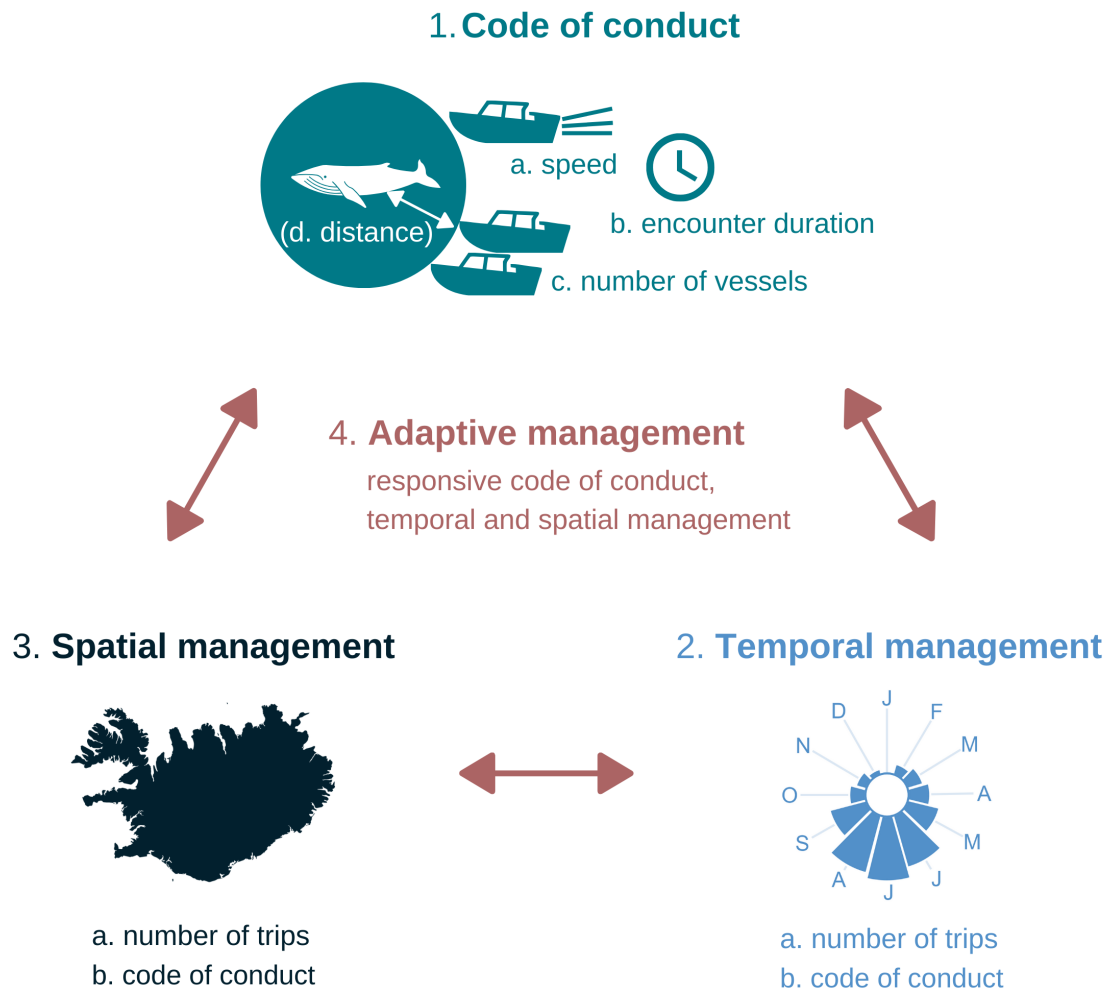 1. Code of conduct
a. speed
(d. distance)
b. encounter duration
c. number of vessels
4. Adaptive management
responsive code of conduct,
temporal and spatial management
3. Spatial management
a. number of trips
b. code of conduct
2. Temporal management
J
F
M
A
M
J
J
A
S
O
N
D
a. number of trips
b. code of conduct